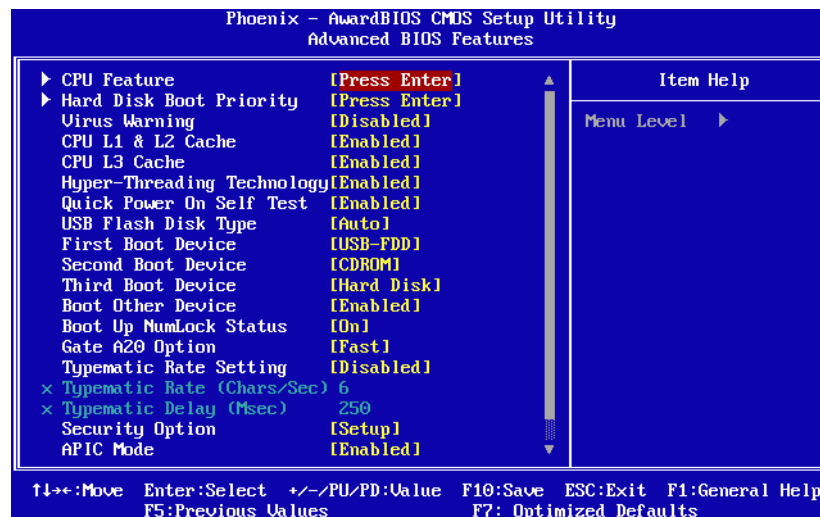 Phoenix - AwardBIOS CMOS Setup Utility
Advanced BIOS Features
CPU Feature [Press Enter]
Hard Disk Boot Priority [Press Enter]
Virus Warning [Disabled]
CPU L1 & L2 Cache [Enabled]
CPU L3 Cache [Enabled]
Hyper-Threading Technology[Enabled]
Quick Power On Self Test [Enabled]
USB Flash Disk Type [Auto]
First Boot Device [USB-FDD]
Second Boot Device [CDROM]
Third Boot Device [Hard Disk]
Boot Other Device [Enabled]
Boot Up NumLock Status [On]
Gate A20 Option [Fast]
Typematic Rate Setting [Disabled]
x Typematic Rate (Chars/Sec) 6
x Typematic Delay (Msec) 250
Security Option [Setup]
APIC Mode [Enabled]
Item Help
Menu Level
↑↓→←:Move Enter:Select +/-/PU/PD:Value F10:Save ESC:Exit F1:General Help
F5:Previous Values F7: Optimized Defaults